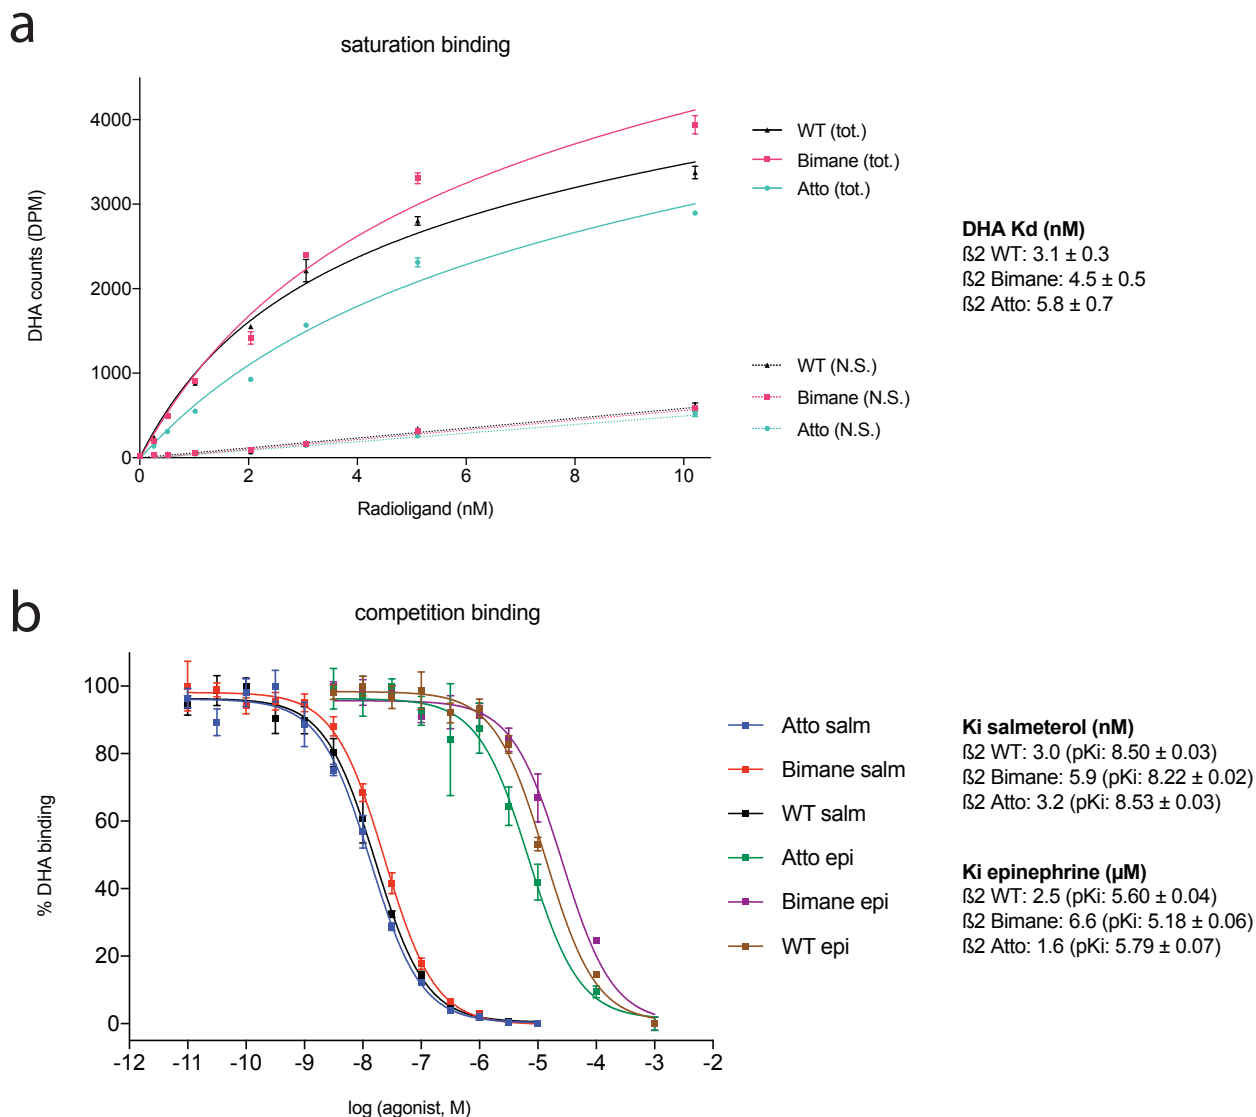 a
saturation binding
4000
3000
2000
1000
0
DHA counts (DPM)
0
2
4
6
8
10
Radioligand (nM)
WT (tot.)
Bimane (tot.)
Atto (tot.)
WT (N.S.)
Bimane (N.S.)
Atto (N.S.)
DHA Kd (nM)
ß2 WT: 3.1 ± 0.3
ß2 Bimane: 4.5 ± 0.5
ß2 Atto: 5.8 ± 0.7
b
competition binding
100
80
60
40
20
0
% DHA binding
-12
-11
-10
-9
-8
-7
-6
-5
-4
-3
-2
log (agonist, M)
Atto salm
Bimane salm
WT salm
Atto epi
Bimane epi
WT epi
Ki salmeterol (nM)
ß2 WT: 3.0 (pKi: 8.50 ± 0.03)
ß2 Bimane: 5.9 (pKi: 8.22 ± 0.02)
ß2 Atto: 3.2 (pKi: 8.53 ± 0.03)
Ki epinephrine (µM)
ß2 WT: 2.5 (pKi: 5.60 ± 0.04)
ß2 Bimane: 6.6 (pKi: 5.18 ± 0.06)
ß2 Atto: 1.6 (pKi: 5.79 ± 0.07)